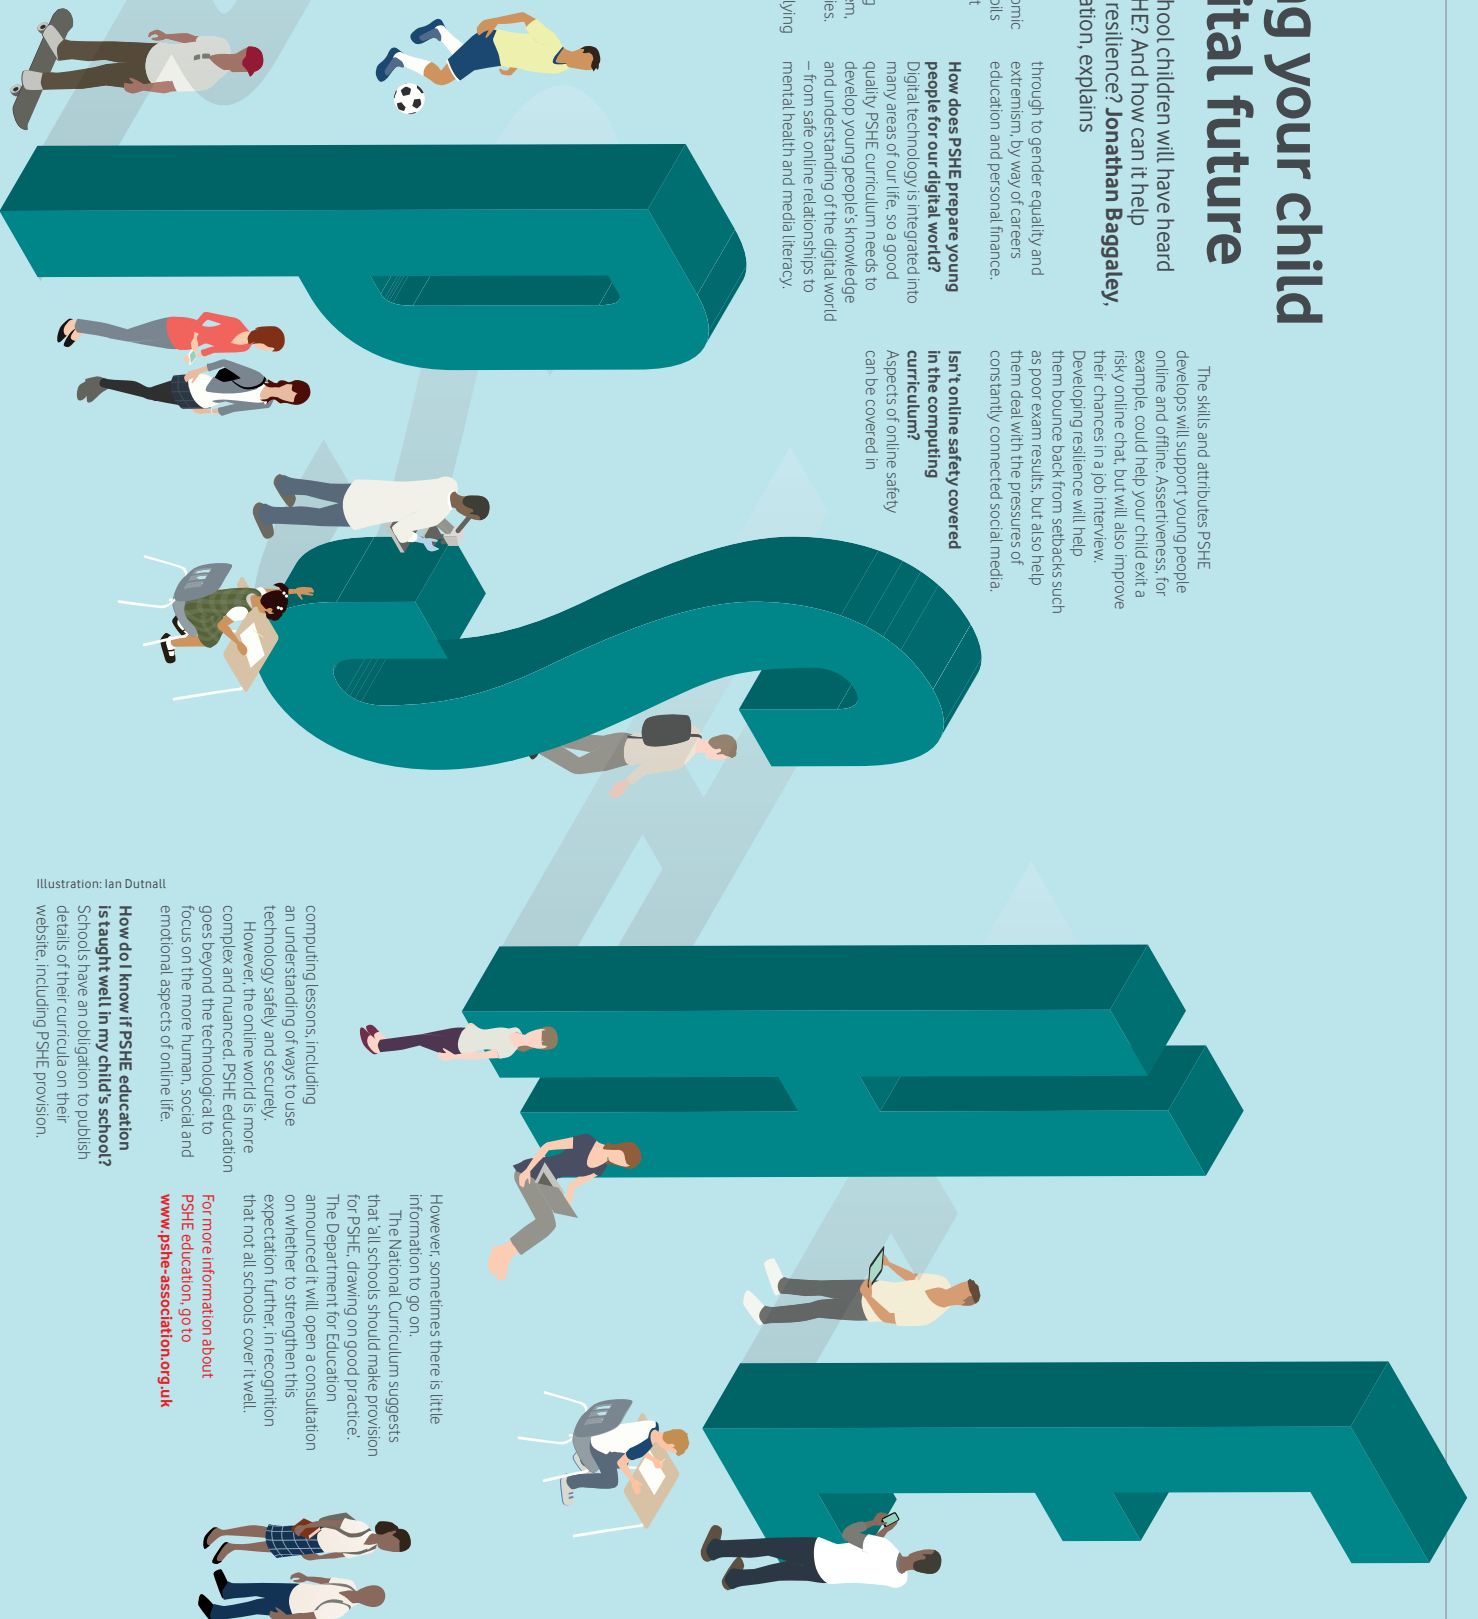 g your child
ital future
hool children will have heard
HE? And how can it help
resilience? Jonathan Baggaley,
ation, explains
omic
t
em,
ies.
lying
through to gender equality and
extremism, by way of careers
education and personal finance.
How does PSHE prepare young
people for our digital world?
Digital technology is integrated into
many areas of our life, so a good
quality PSHE curriculum needs to
develop young people's knowledge
and understanding of the digital world
– from safe online relationships to
mental health and media literacy.
The skills and attributes PSHE
develops will support young people
online and offline. Assertiveness, for
example, could help your child exit a
risky online chat, but will also improve
their chances in a job interview.
Developing resilience will help
them bounce back from setbacks such
as poor exam results, but also help
them deal with the pressures of
constantly connected social media.
Isn't online safety covered
in the computing
curriculum?
Aspects of online safety
can be covered in
PSHE
Illustration: Ian Dutnall
computing lessons, including
an understanding of ways to use
technology safely and securely.
However, the online world is more
complex and nuanced. PSHE education
goes beyond the technological to
focus on the more human, social and
emotional aspects of online life.
How do I know if PSHE education
is taught well in my child's school?
Schools have an obligation to publish
details of their curricula on their
website, including PSHE provision.
However, sometimes there is little
information to go on.
The National Curriculum suggests
that 'all schools should make provision
for PSHE, drawing on good practice'.
The Department for Education
announced it will open a consultation
on whether to strengthen this
expectation further, in recognition
that not all schools cover it well.
For more information about
PSHE education, go to
www.pshe-association.org.uk